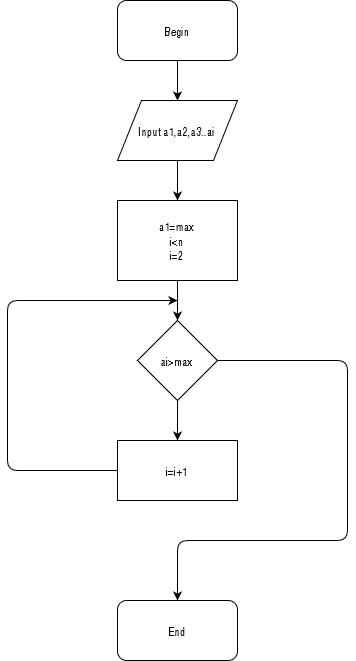 Begin
Input a1,a2,a3..ai
a1=max
i<n
i=2
ai>max
i=i+1
End